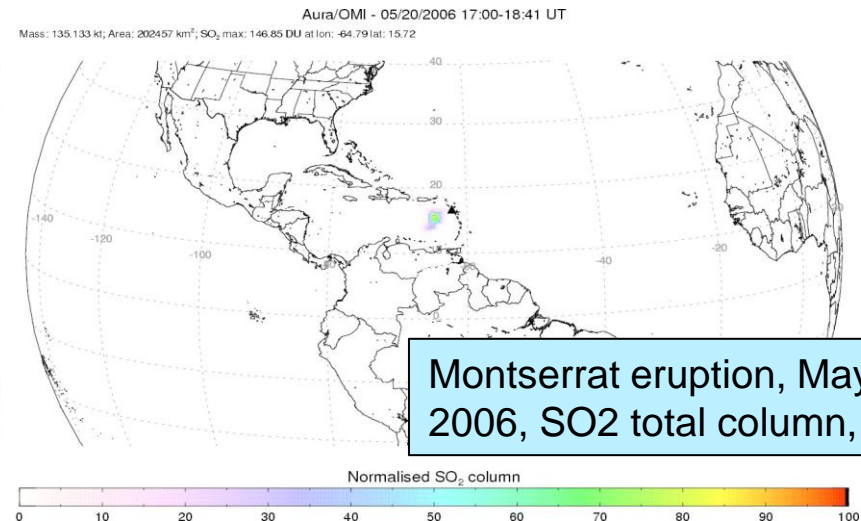 Aura/OMI - 05/20/2006 17:00-18:41 UT
Mass: 135.133 kt; Area: 202457 km²; SO₂ max: 146.85 DU at lon: -64.79 lat: 15.72
40
30
20
-140
-120
-100
-40
-20
0
Montserrat eruption, May
2006, SO2 total column,
Normalised SO₂ column
0 10 20 30 40 50 60 70 80 90 100